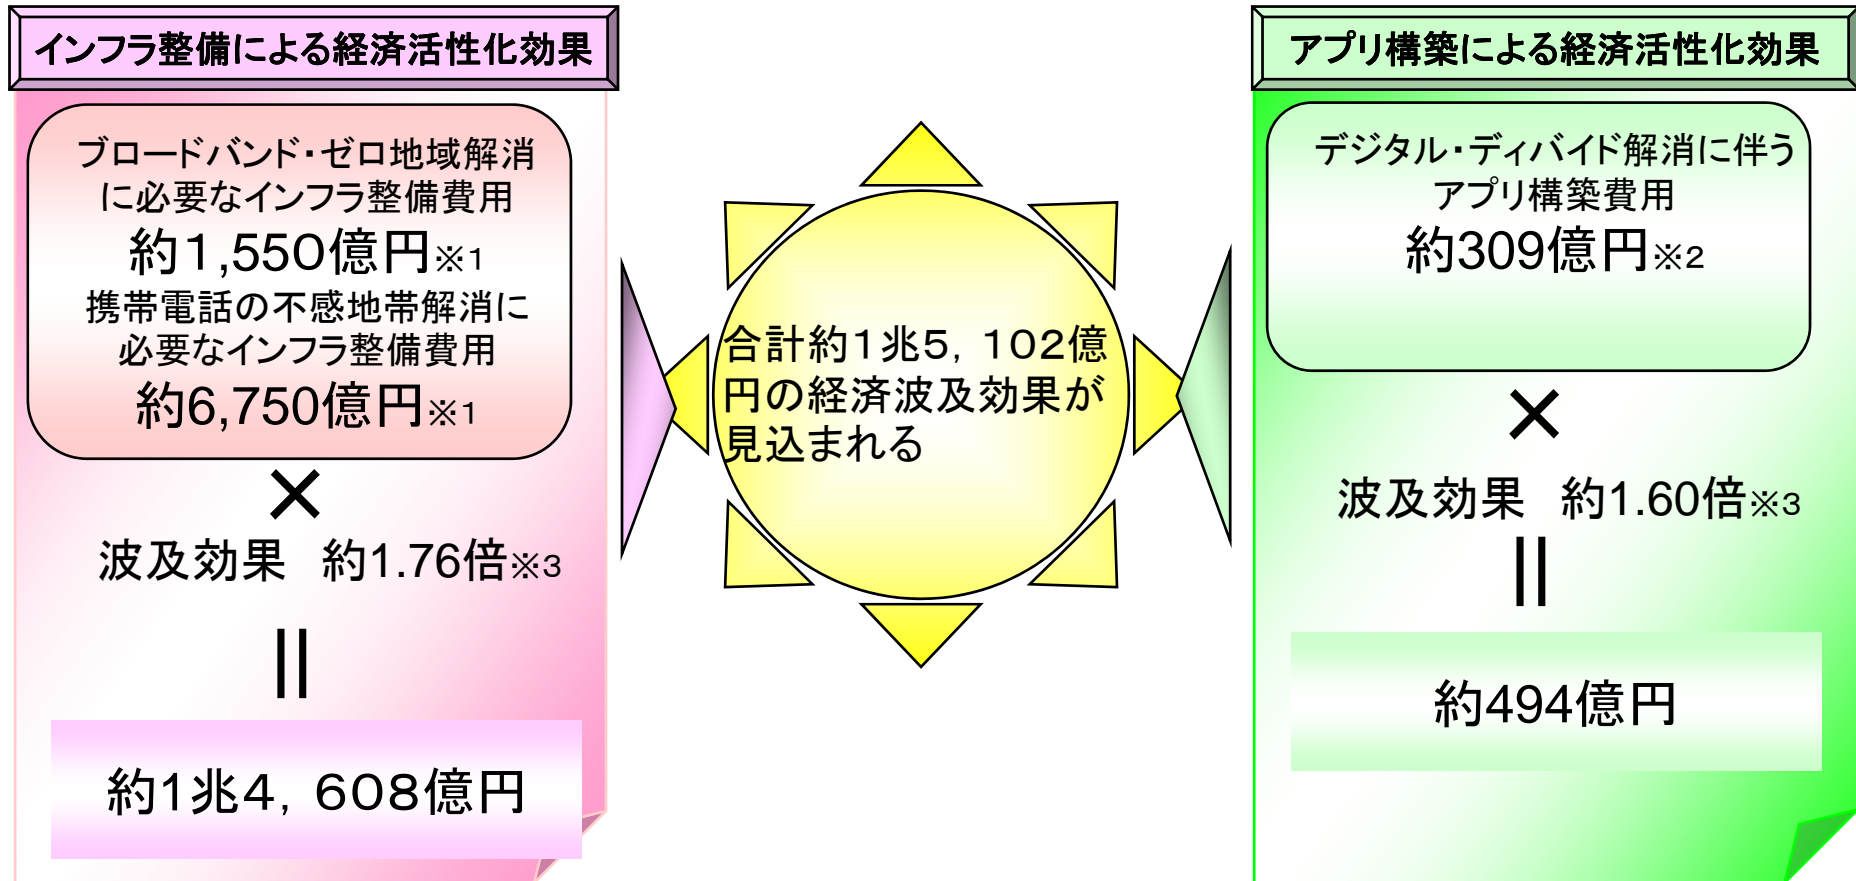 インフラ整備による経済活性化効果
ブロードバンド・ゼロ地域解消
に必要なインフラ整備費用
約1,550億円※1
携帯電話の不感地帯解消に
必要なインフラ整備費用
約6,750億円※1
×
波及効果　約1.76倍※3
||
約1兆4，608億円
合計約1兆5，102億
円の経済波及効果が
見込まれる
アプリ構築による経済活性化効果
デジタル・ディバイド解消に伴う
アプリ構築費用
約309億円※2
×
波及効果　約1.60倍※3
||
約494億円